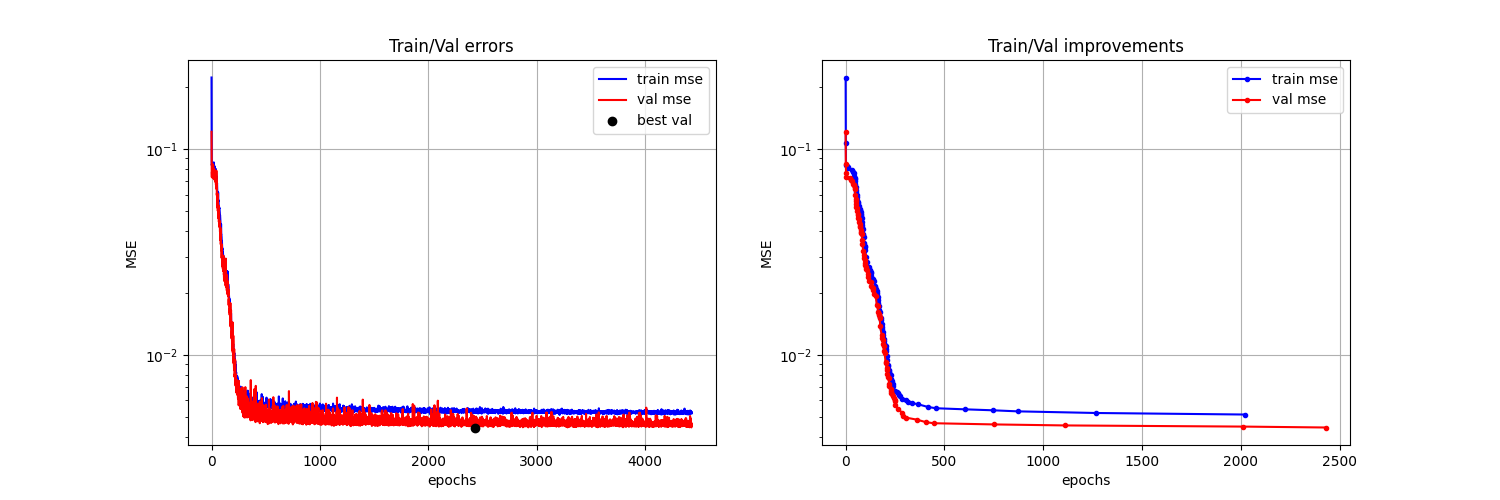 Train/Val errors
train mse
val mse
best val
10⁻¹
10⁻²
MSE
0 1000 2000 3000 4000
epochs
Train/Val improvements
train mse
val mse
10⁻¹
10⁻²
MSE
0 500 1000 1500 2000 2500
epochs